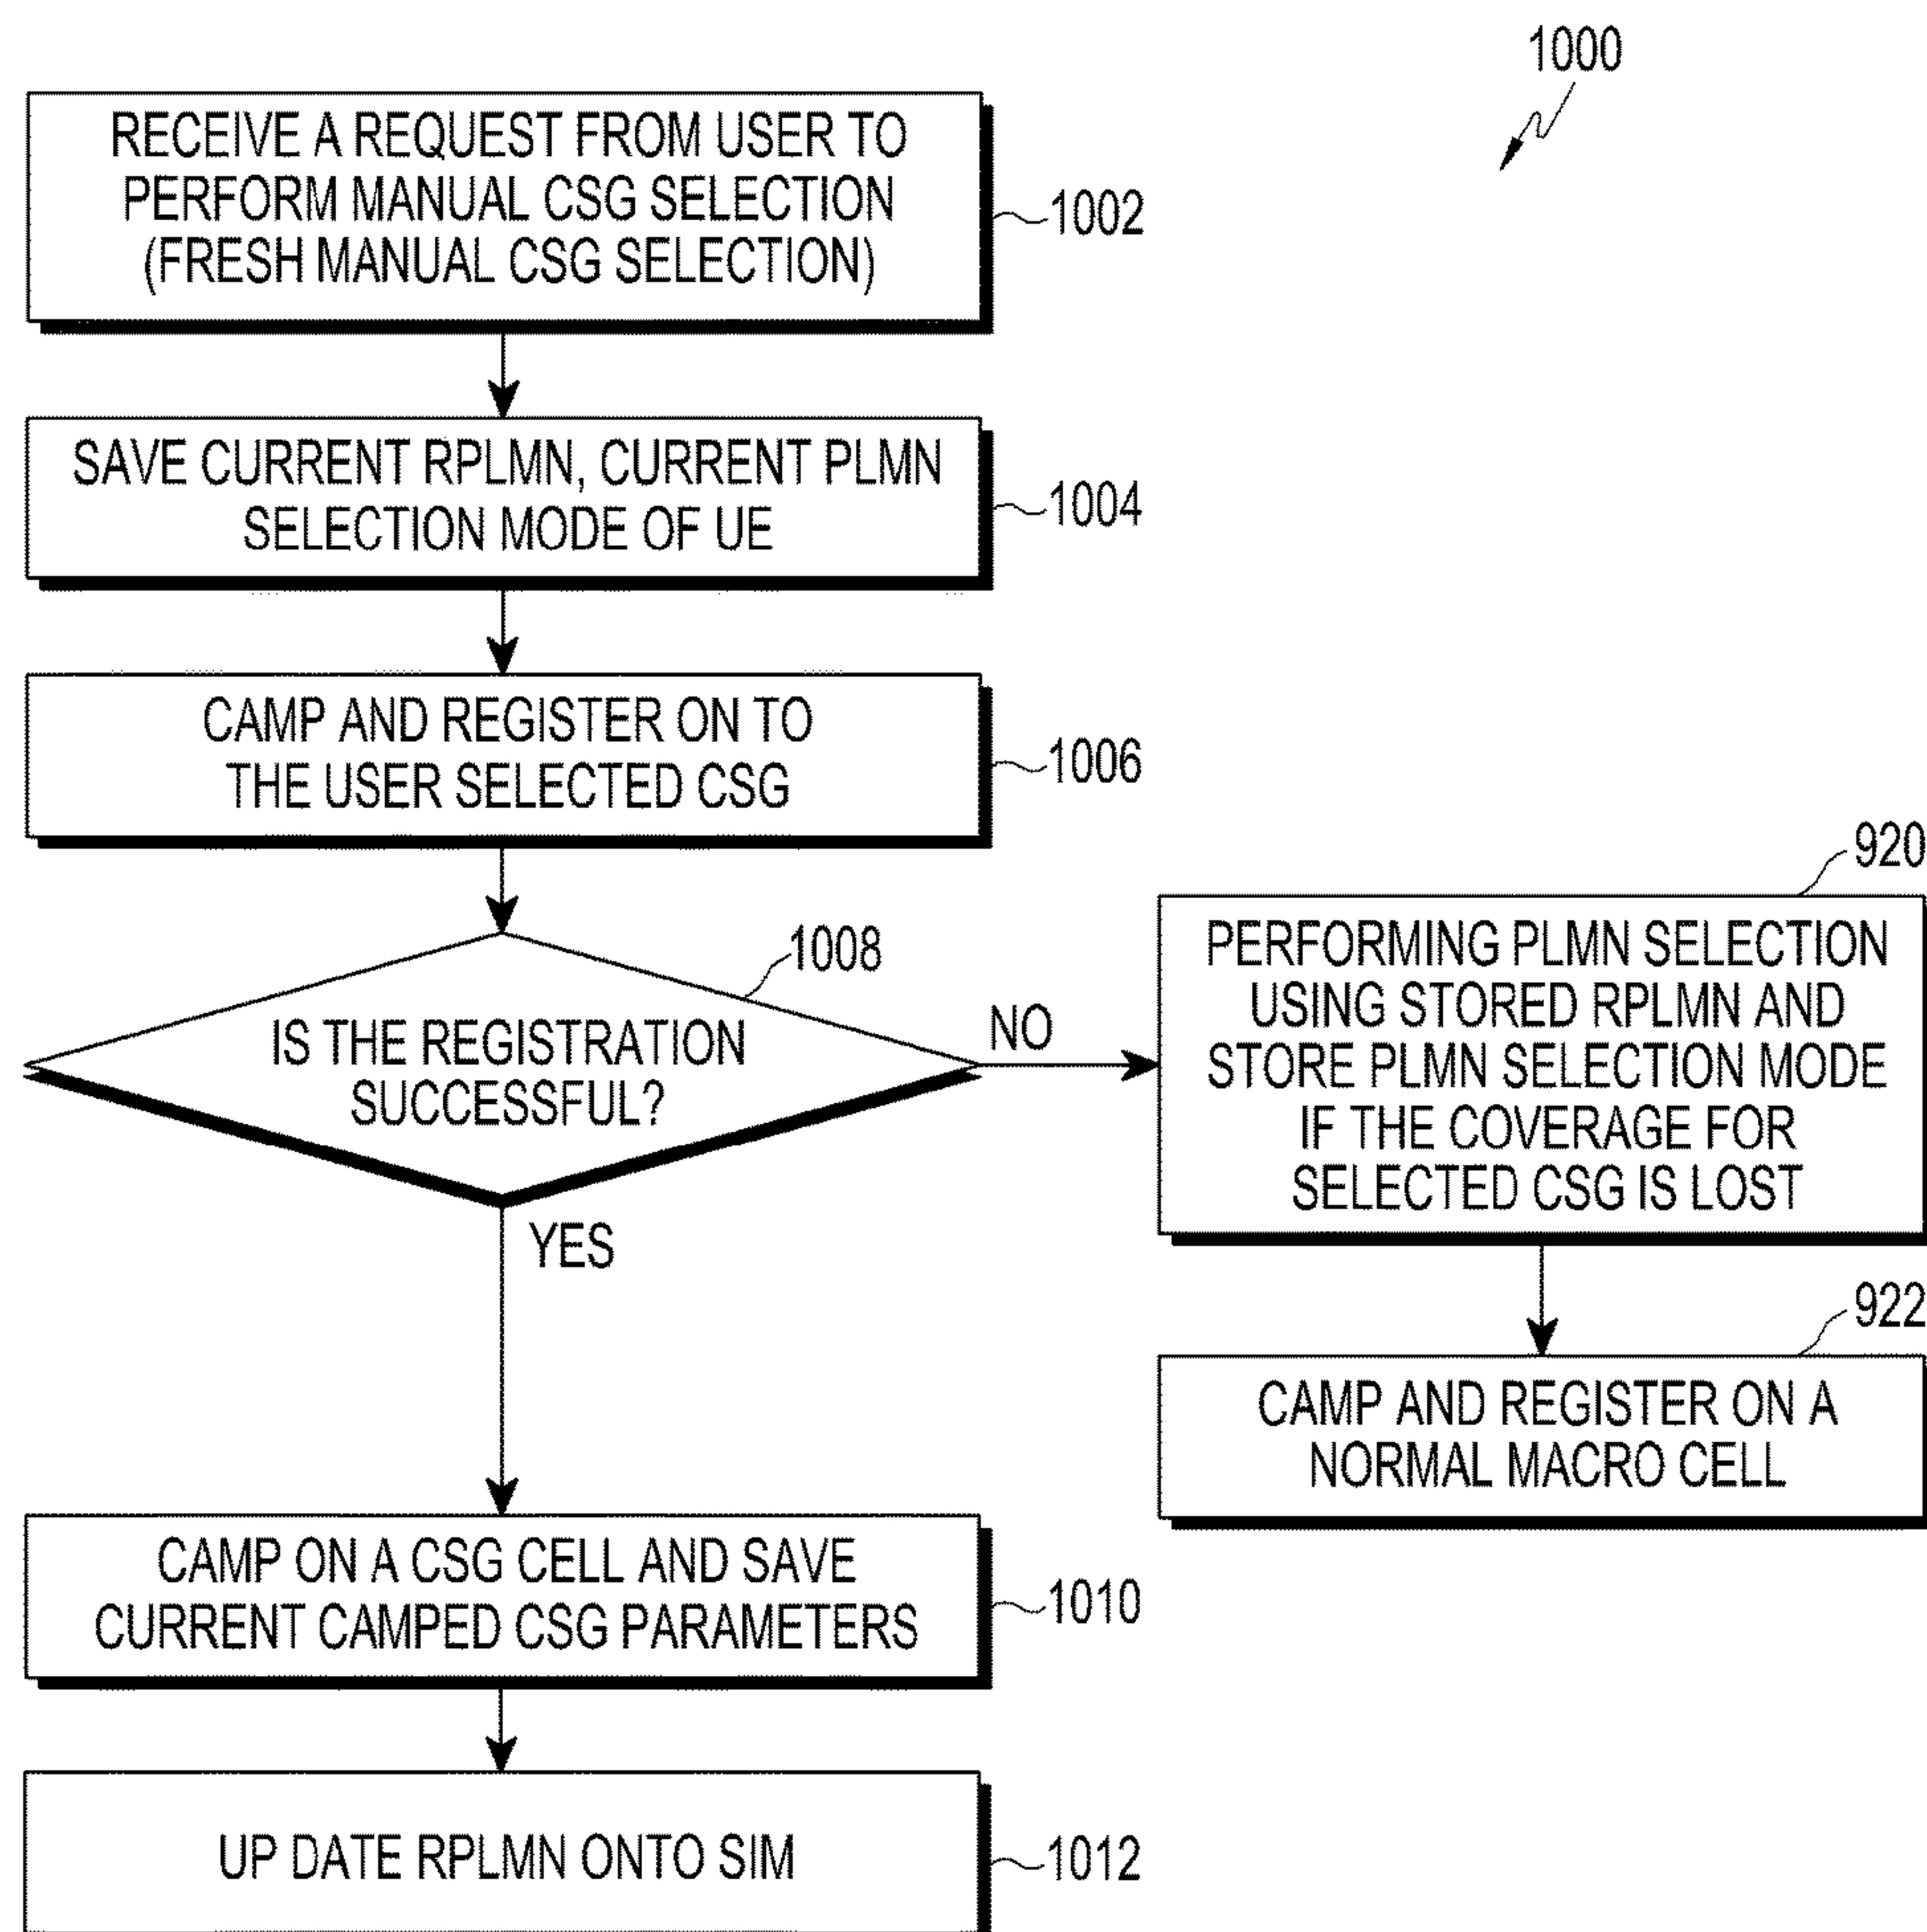 1000
RECEIVE A REQUEST FROM USER TO
PERFORM MANUAL CSG SELECTION
(FRESH MANUAL CSG SELECTION)
1002
SAVE CURRENT RPLMN, CURRENT PLMN
SELECTION MODE OF UE
1004
CAMP AND REGISTER ON TO
THE USER SELECTED CSG
1006
1008
IS THE REGISTRATION
SUCCESSFUL?
NO
YES
920
PERFORMING PLMN SELECTION
USING STORED RPLMN AND
STORE PLMN SELECTION MODE
IF THE COVERAGE FOR
SELECTED CSG IS LOST
922
CAMP AND REGISTER ON A
NORMAL MACRO CELL
CAMP ON A CSG CELL AND SAVE
CURRENT CAMPED CSG PARAMETERS
1010
UP DATE RPLMN ONTO SIM
1012